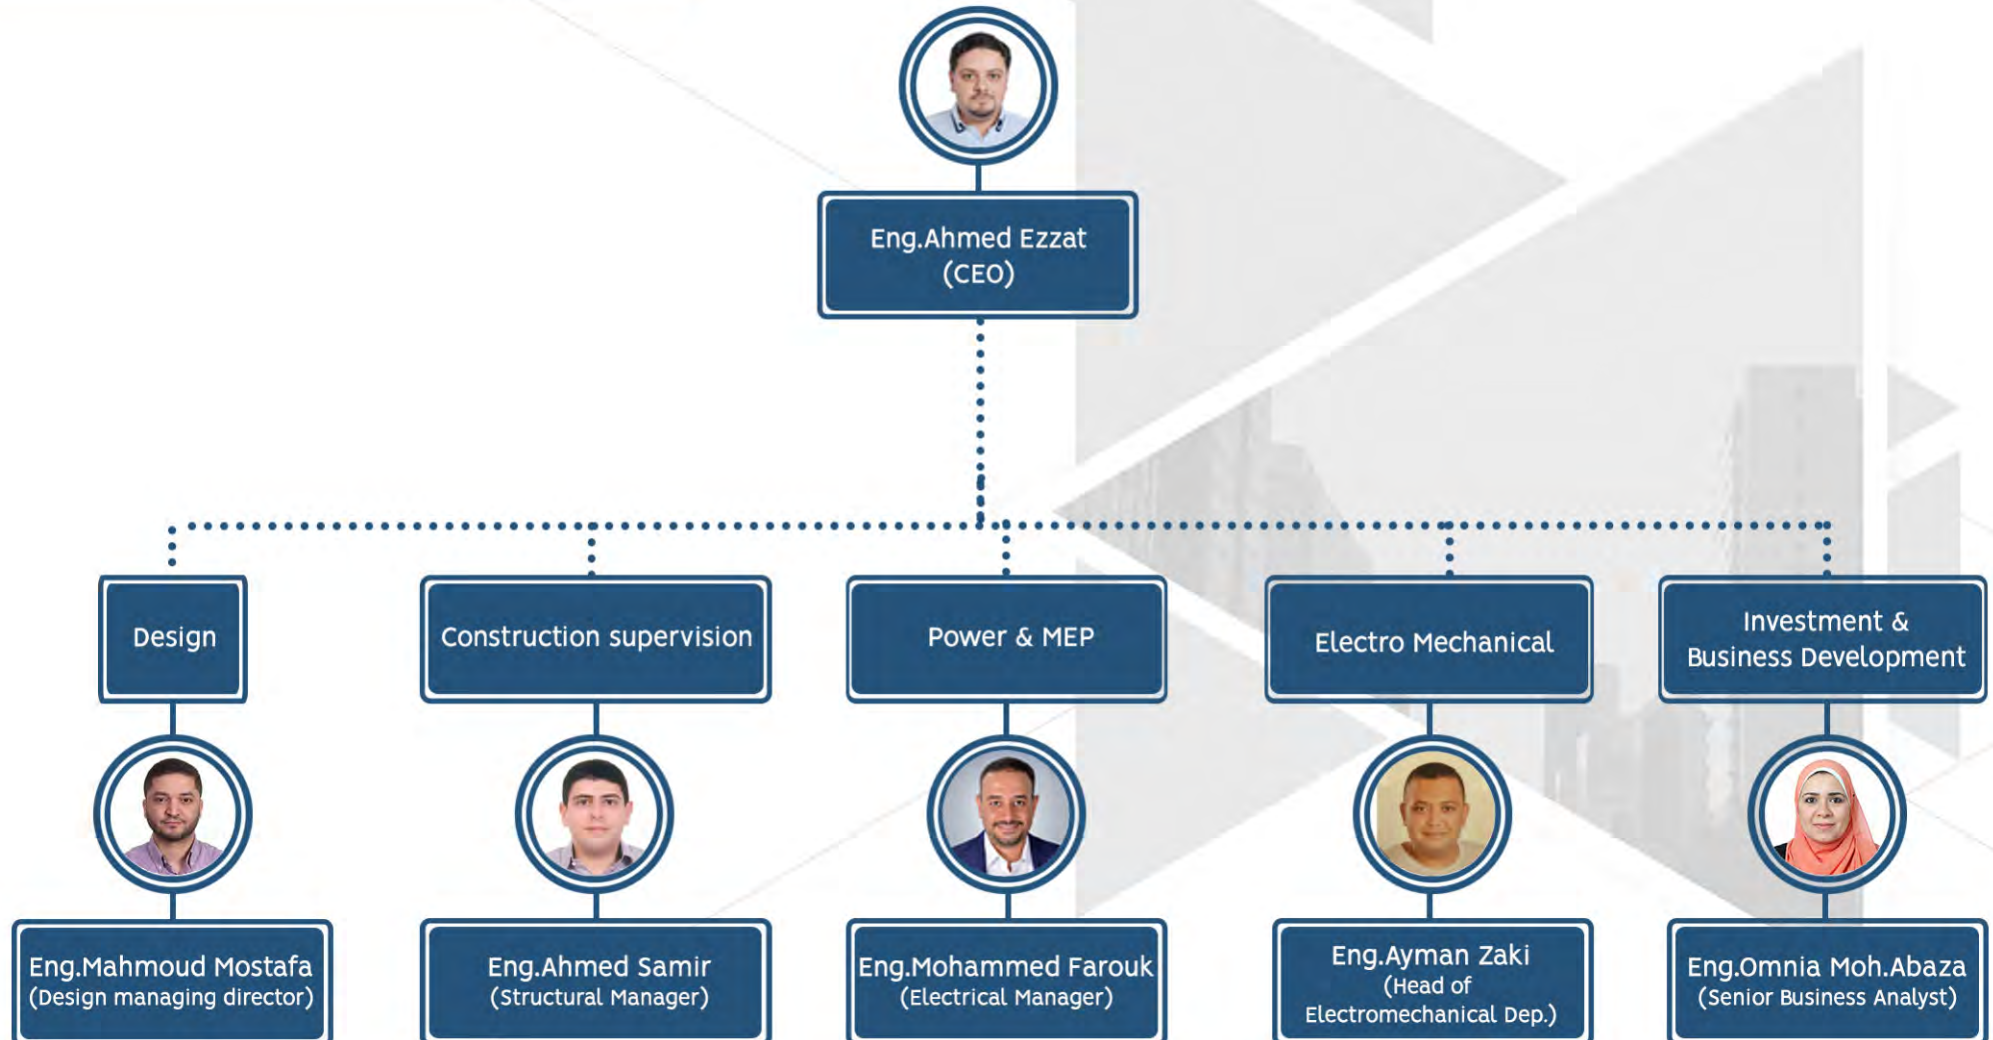 Eng.Ahmed Ezzat
(CEO)
Design
Construction supervision
Power & MEP
Electro Mechanical
Investment &
Business Development
Eng.Mahmoud Mostafa
(Design managing director)
Eng.Ahmed Samir
(Structural Manager)
Eng.Mohammed Farouk
(Electrical Manager)
Eng.Ayman Zaki
(Head of
Electromechanical Dep.)
Eng.Omnia Moh.Abaza
(Senior Business Analyst)